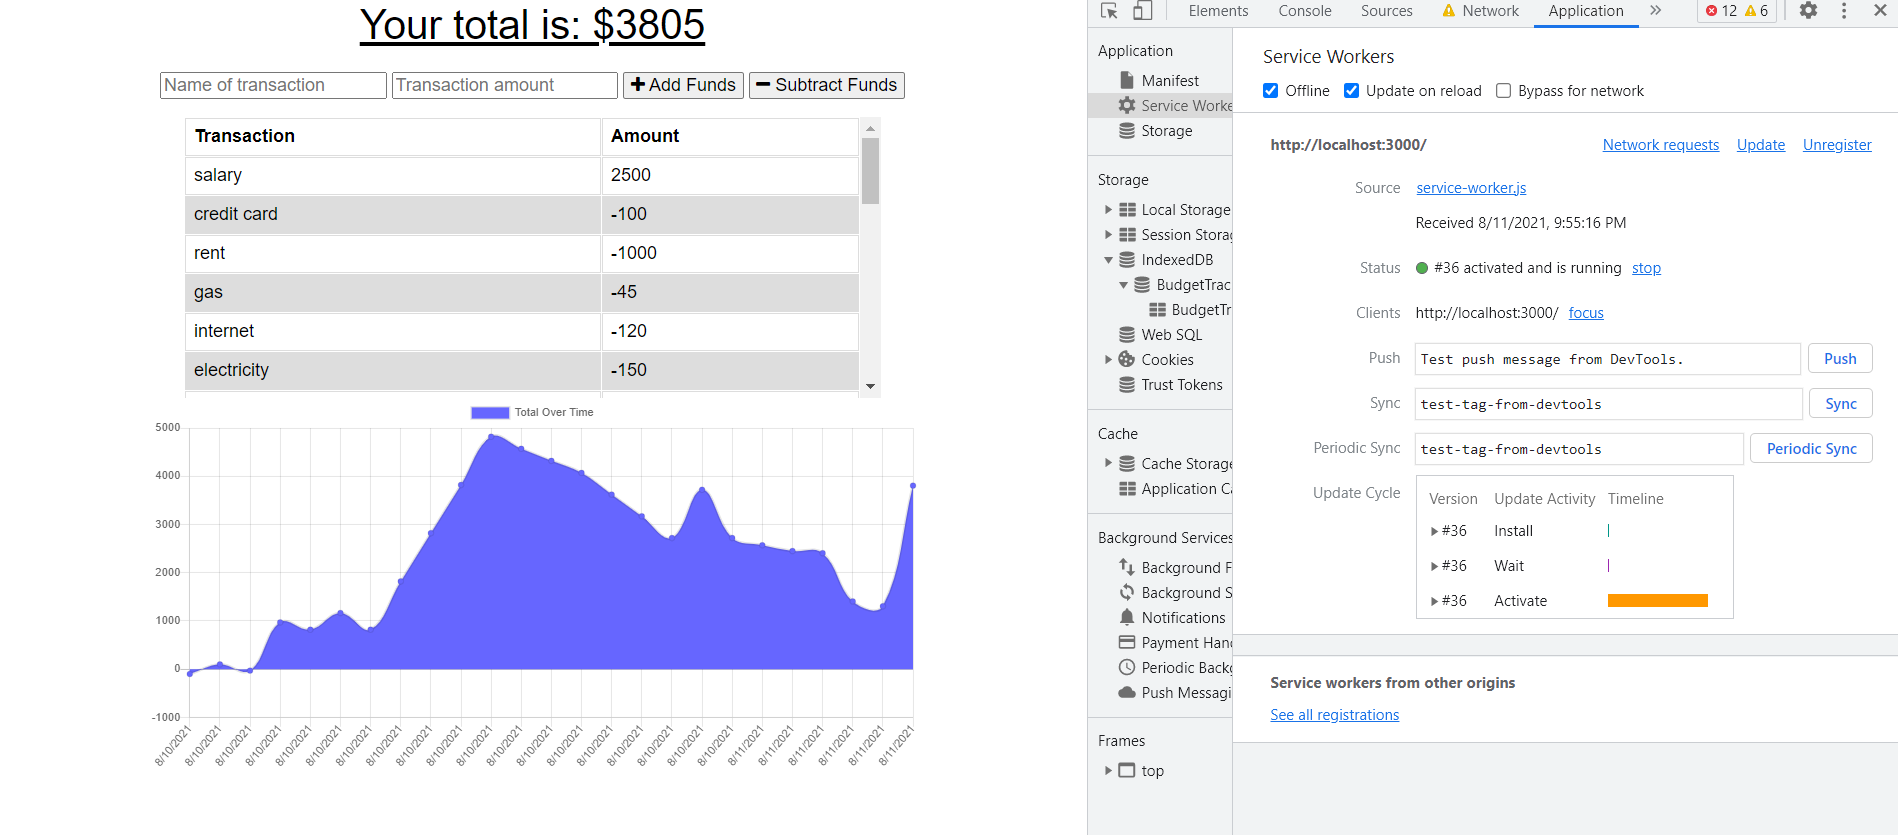 Your total is: $3805
Name of transaction Transaction amount Add Funds Subtract Funds
Transaction Amount
salary 2500
credit card -100
rent -1000
gas -45
internet -120
electricity -150
Total Over Time
5000
4000
3000
2000
1000
0
-1000
8/10/2021 8/10/2021 8/10/2021 8/10/2021 8/10/2021 8/10/2021 8/10/2021 8/10/2021 8/10/2021 8/10/2021 8/10/2021 8/10/2021 8/10/2021 8/10/2021 8/10/2021 8/10/2021 8/10/2021 8/10/2021 8/11/2021 8/11/2021 8/11/2021 8/11/2021 8/11/2021 8/11/2021 8/11/2021
Elements Console Sources Network Application 12 6
Application
Manifest
Service Worke
Storage
Storage
Local Storage
Session Storag
IndexedDB
BudgetTrac
BudgetTr
Web SQL
Cookies
Trust Tokens
Cache
Cache Storage
Application Ca
Background Services
Background F
Background S
Notifications
Payment Hand
Periodic Backg
Push Messagi
Frames
top
Service Workers
Offline Update on reload Bypass for network
http://localhost:3000/ Network requests Update Unregister
Source service-worker.js
Received 8/11/2021, 9:55:16 PM
Status #36 activated and is running stop
Clients http://localhost:3000/ focus
Push Test push message from DevTools. Push
Sync test-tag-from-devtools Sync
Periodic Sync test-tag-from-devtools Periodic Sync
Update Cycle Version Update Activity Timeline
#36 Install
#36 Wait
#36 Activate
Service workers from other origins
See all registrations